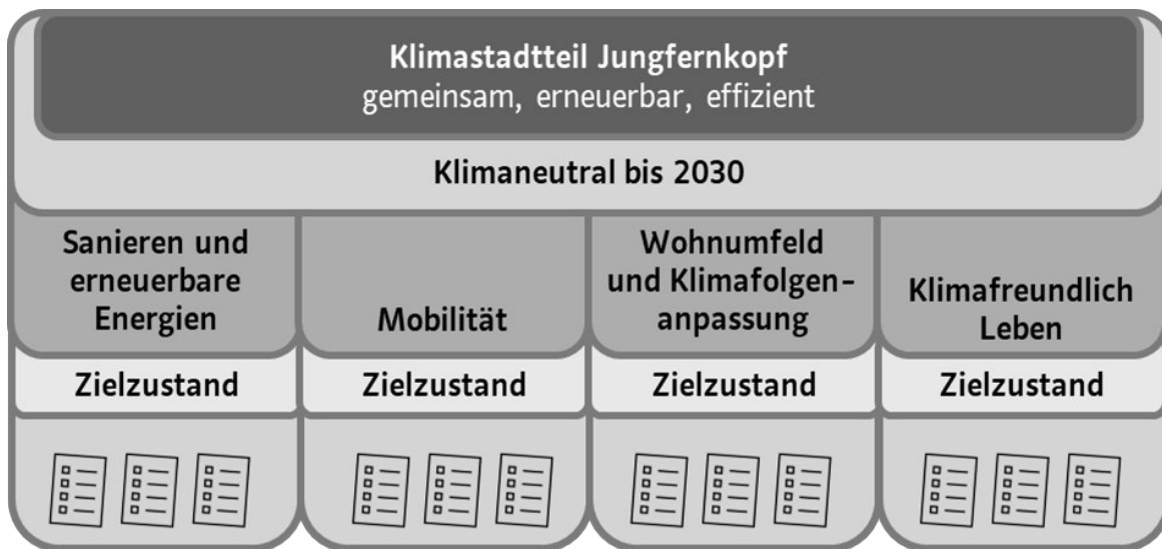 Klimastadtteil Jungfernkopf
gemeinsam, erneuerbar, effizient
Klimaneutral bis 2030
Sanieren und
erneuerbare
Energien
Mobilität
Wohnumfeld
und Klimafolgen-
anpassung
Klimafreundlich
Leben
Zielzustand
Zielzustand
Zielzustand
Zielzustand